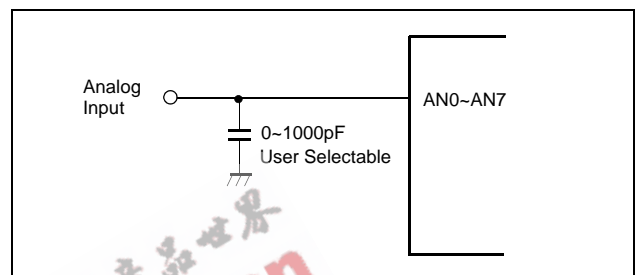 Analog
Input
AN0~AN7
0~1000pF
User Selectable